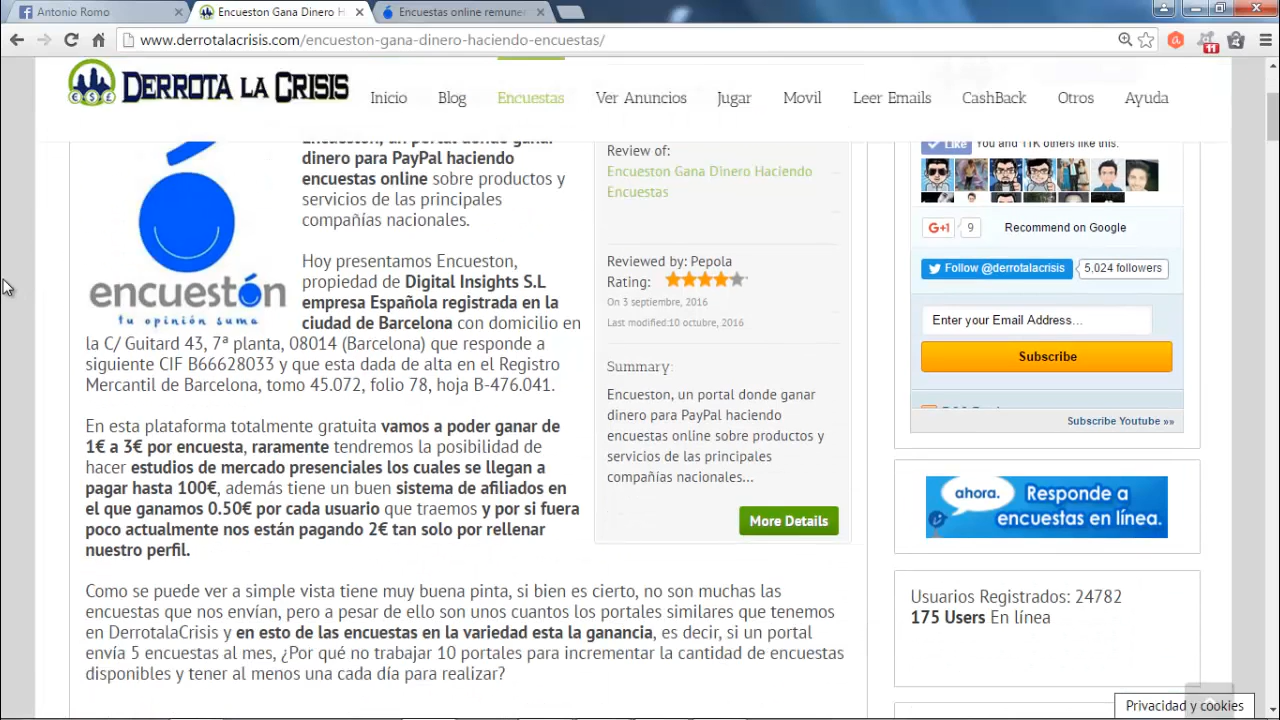 Antonio Romo
Encueston Gana Dinero H
Encuestas online remune
www.derrotalacrisis.com/encueston-gana-dinero-haciendo-encuestas/
11
DERROTA LA CRISIS
Inicio
Blog
Encuestas
Ver Anuncios
Jugar
Movil
Leer Emails
CashBack
Otros
Ayuda
encuestón
tu opinión suma
Encueston, un portal donde ganar
dinero para PayPal haciendo
encuestas online sobre productos y
servicios de las principales
compañías nacionales.
Hoy presentamos Encueston,
propiedad de Digital Insights S.L
empresa Española registrada en la
ciudad de Barcelona con domicilio en
la C/ Guitard 43, 7ª planta, 08014 (Barcelona) que responde a
siguiente CIF B66628033 y que esta dada de alta en el Registro
Mercantil de Barcelona, tomo 45.072, folio 78, hoja B-476.041.
En esta plataforma totalmente gratuita vamos a poder ganar de
1€ a 3€ por encuesta, raramente tendremos la posibilidad de
hacer estudios de mercado presenciales los cuales se llegan a
pagar hasta 100€, además tiene un buen sistema de afiliados en
el que ganamos 0.50€ por cada usuario que traemos y por si fuera
poco actualmente nos están pagando 2€ tan solo por rellenar
nuestro perfil.
Como se puede ver a simple vista tiene muy buena pinta, si bien es cierto, no son muchas las
encuestas que nos envían, pero a pesar de ello son unos cuantos los portales similares que tenemos
en DerrotalaCrisis y en esto de las encuestas en la variedad esta la ganancia, es decir, si un portal
envía 5 encuestas al mes, ¿Por qué no trabajar 10 portales para incrementar la cantidad de encuestas
disponibles y tener al menos una cada día para realizar?
Review of:
Encueston Gana Dinero Haciendo
Encuestas
Reviewed by: Pepola
Rating:
On 3 septiembre, 2016
Last modified:10 octubre, 2016
Summary:
Encueston, un portal donde ganar
dinero para PayPal haciendo
encuestas online sobre productos y
servicios de las principales
compañías nacionales...
More Details
Like
You and 11K others like this.
G+1
9
Recommend on Google
Follow @derrotalacrisis
5,024 followers
Enter your Email Address...
Subscribe
Subscribe Youtube »»
ahora.
Responde a
encuestas en línea.
Usuarios Registrados: 24782
175 Users En línea
Privacidad y cookies